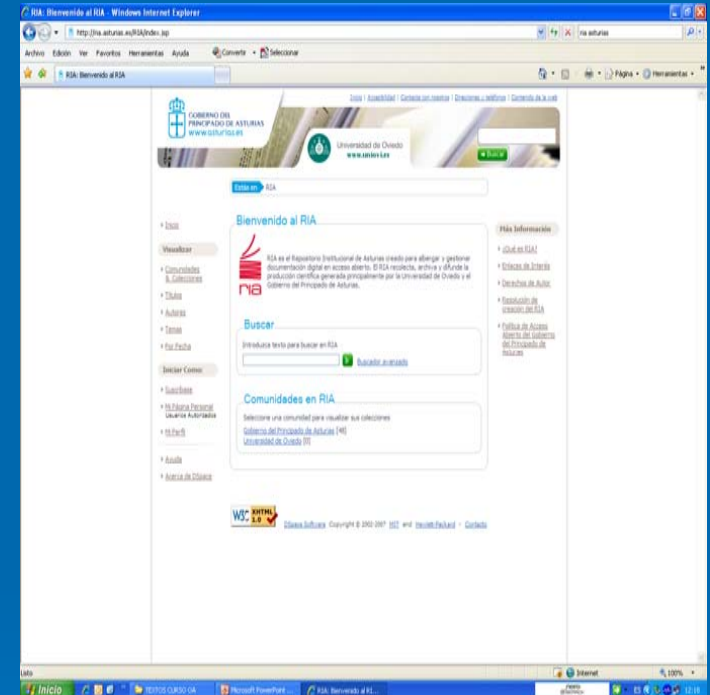 RIA: Bienvenido al RIA - Windows Internet Explorer
http://ria.asturias.es/RIA/index.jsp
ria asturias
Archivo Edición Ver Favoritos Herramientas Ayuda Convertir Seleccionar
RIA: Bienvenido al RIA
Página Herramientas
Inicio | Accesibilidad | Contacte con nosotros | Direcciones y teléfonos | Contenido de la web
GOBIERNO DEL
PRINCIPADO DE ASTURIAS
www.asturias.es
Universidad de Oviedo
www.uniovi.es
Buscar
Estás en RIA
Inicio
Visualizar
Comunidades
& Colecciones
Títulos
Autores
Temas
Por Fecha
Iniciar Como:
Suscríbase
Mi Página Personal
Usuarios Autorizados
Mi Perfil
Ayuda
Acerca de DSpace
Bienvenido al RIA
ria
RIA es el Repositorio Institucional de Asturias creado para albergar y gestionar
documentación digital en acceso abierto. El RIA recolecta, archiva y difunde la
producción científica generada principalmente por la Universidad de Oviedo y el
Gobierno del Principado de Asturias.
Buscar
Introduzca texto para buscar en RIA
Buscador avanzado
Comunidades en RIA
Seleccione una comunidad para visualizar sus colecciones
Gobierno del Principado de Asturias [46]
Universidad de Oviedo [0]
Más Información
¿Qué es RIA?
Enlaces de Interés
Derechos de Autor
Resolución de
creación del RIA
Política de Acceso
Abierto del Gobierno
del Principado de
Asturias
W3C XHTML
1.0
DSpace Software Copyright © 2002-2007 MIT and Hewlett-Packard - Contacto
Listo
Internet
100%
Inicio
TEXTOS CURSO OA
Microsoft PowerPoint ...
RIA: Bienvenido al RI...
ES
12:18